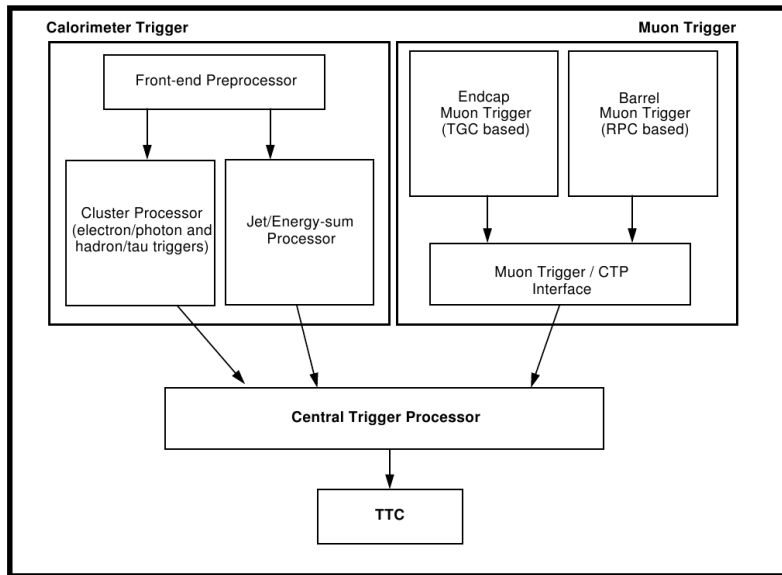 Calorimeter Trigger
Muon Trigger
Front-end Preprocessor
Endcap
Muon Trigger
(TGC based)
Barrel
Muon Trigger
(RPC based)
Cluster Processor
(electron/photon and
hadron/tau triggers)
Jet/Energy-sum
Processor
Muon Trigger / CTP
Interface
Central Trigger Processor
TTC